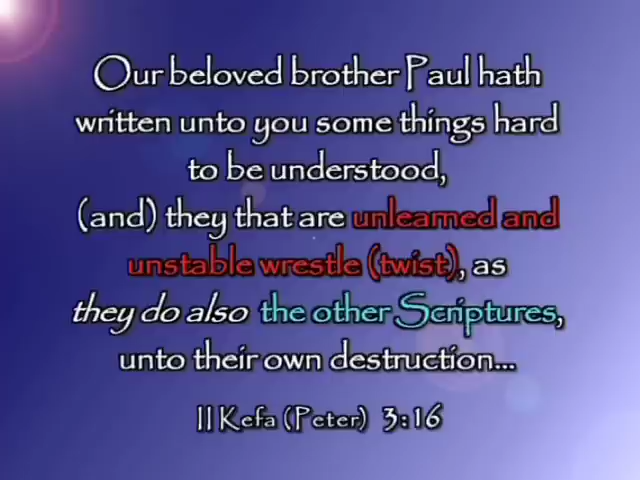 Our beloved brother Paul hath
written unto you some things hard
to be understood,
(and) they that are unlearned and
unstable wrestle (twist), as
they do also the other Scriptures,
unto their own destruction...
II Kefa (Peter) 3:16